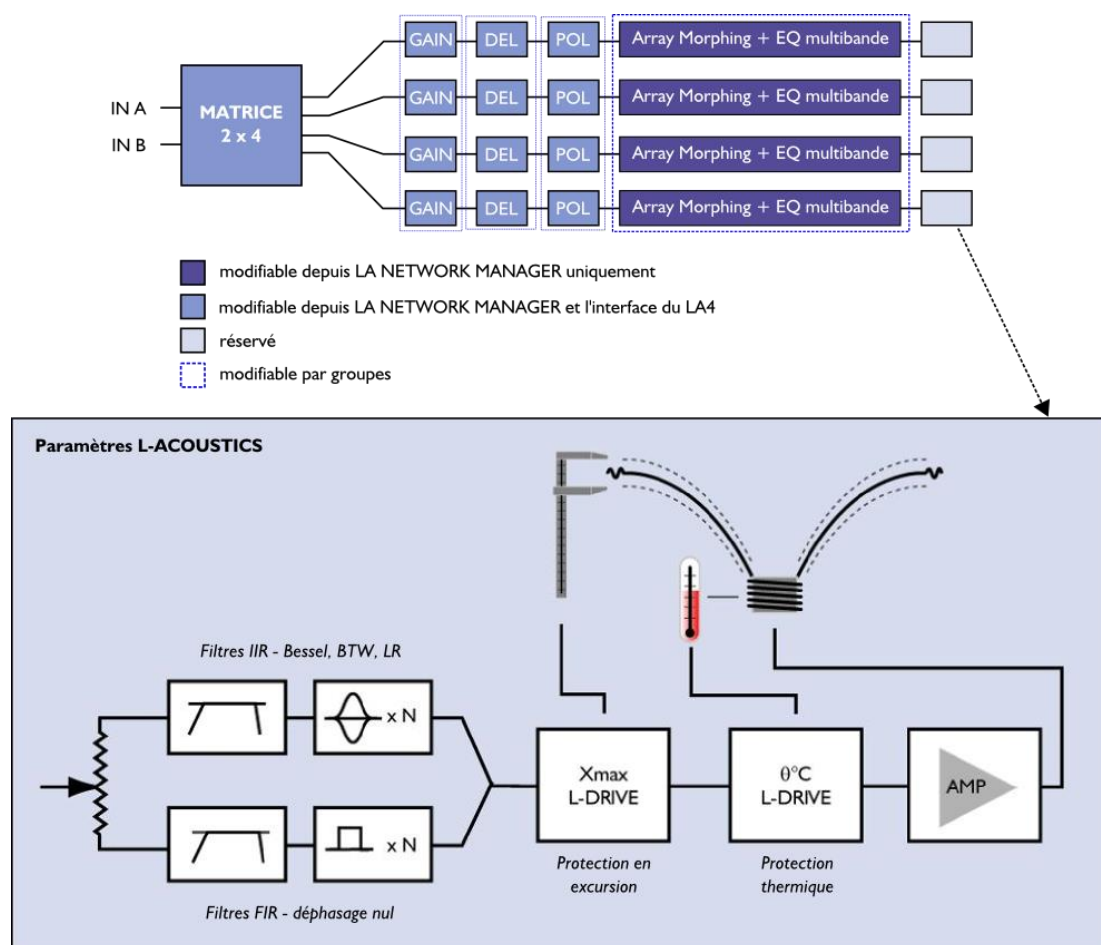 GAIN DEL POL Array Morphing + EQ multibande
IN A
MATRICE
2 x 4
GAIN DEL POL Array Morphing + EQ multibande
IN B
GAIN DEL POL Array Morphing + EQ multibande
GAIN DEL POL Array Morphing + EQ multibande
modifiable depuis LA NETWORK MANAGER uniquement
modifiable depuis LA NETWORK MANAGER et l'interface du LA4
réservé
modifiable par groupes
Paramètres L-ACOUSTICS
Filtres IIR - Bessel, BTW, LR
x N
x N
Filtres FIR - déphasage nul
Xmax
L-DRIVE
Protection en
excursion
θ°C
L-DRIVE
Protection
thermique
AMP